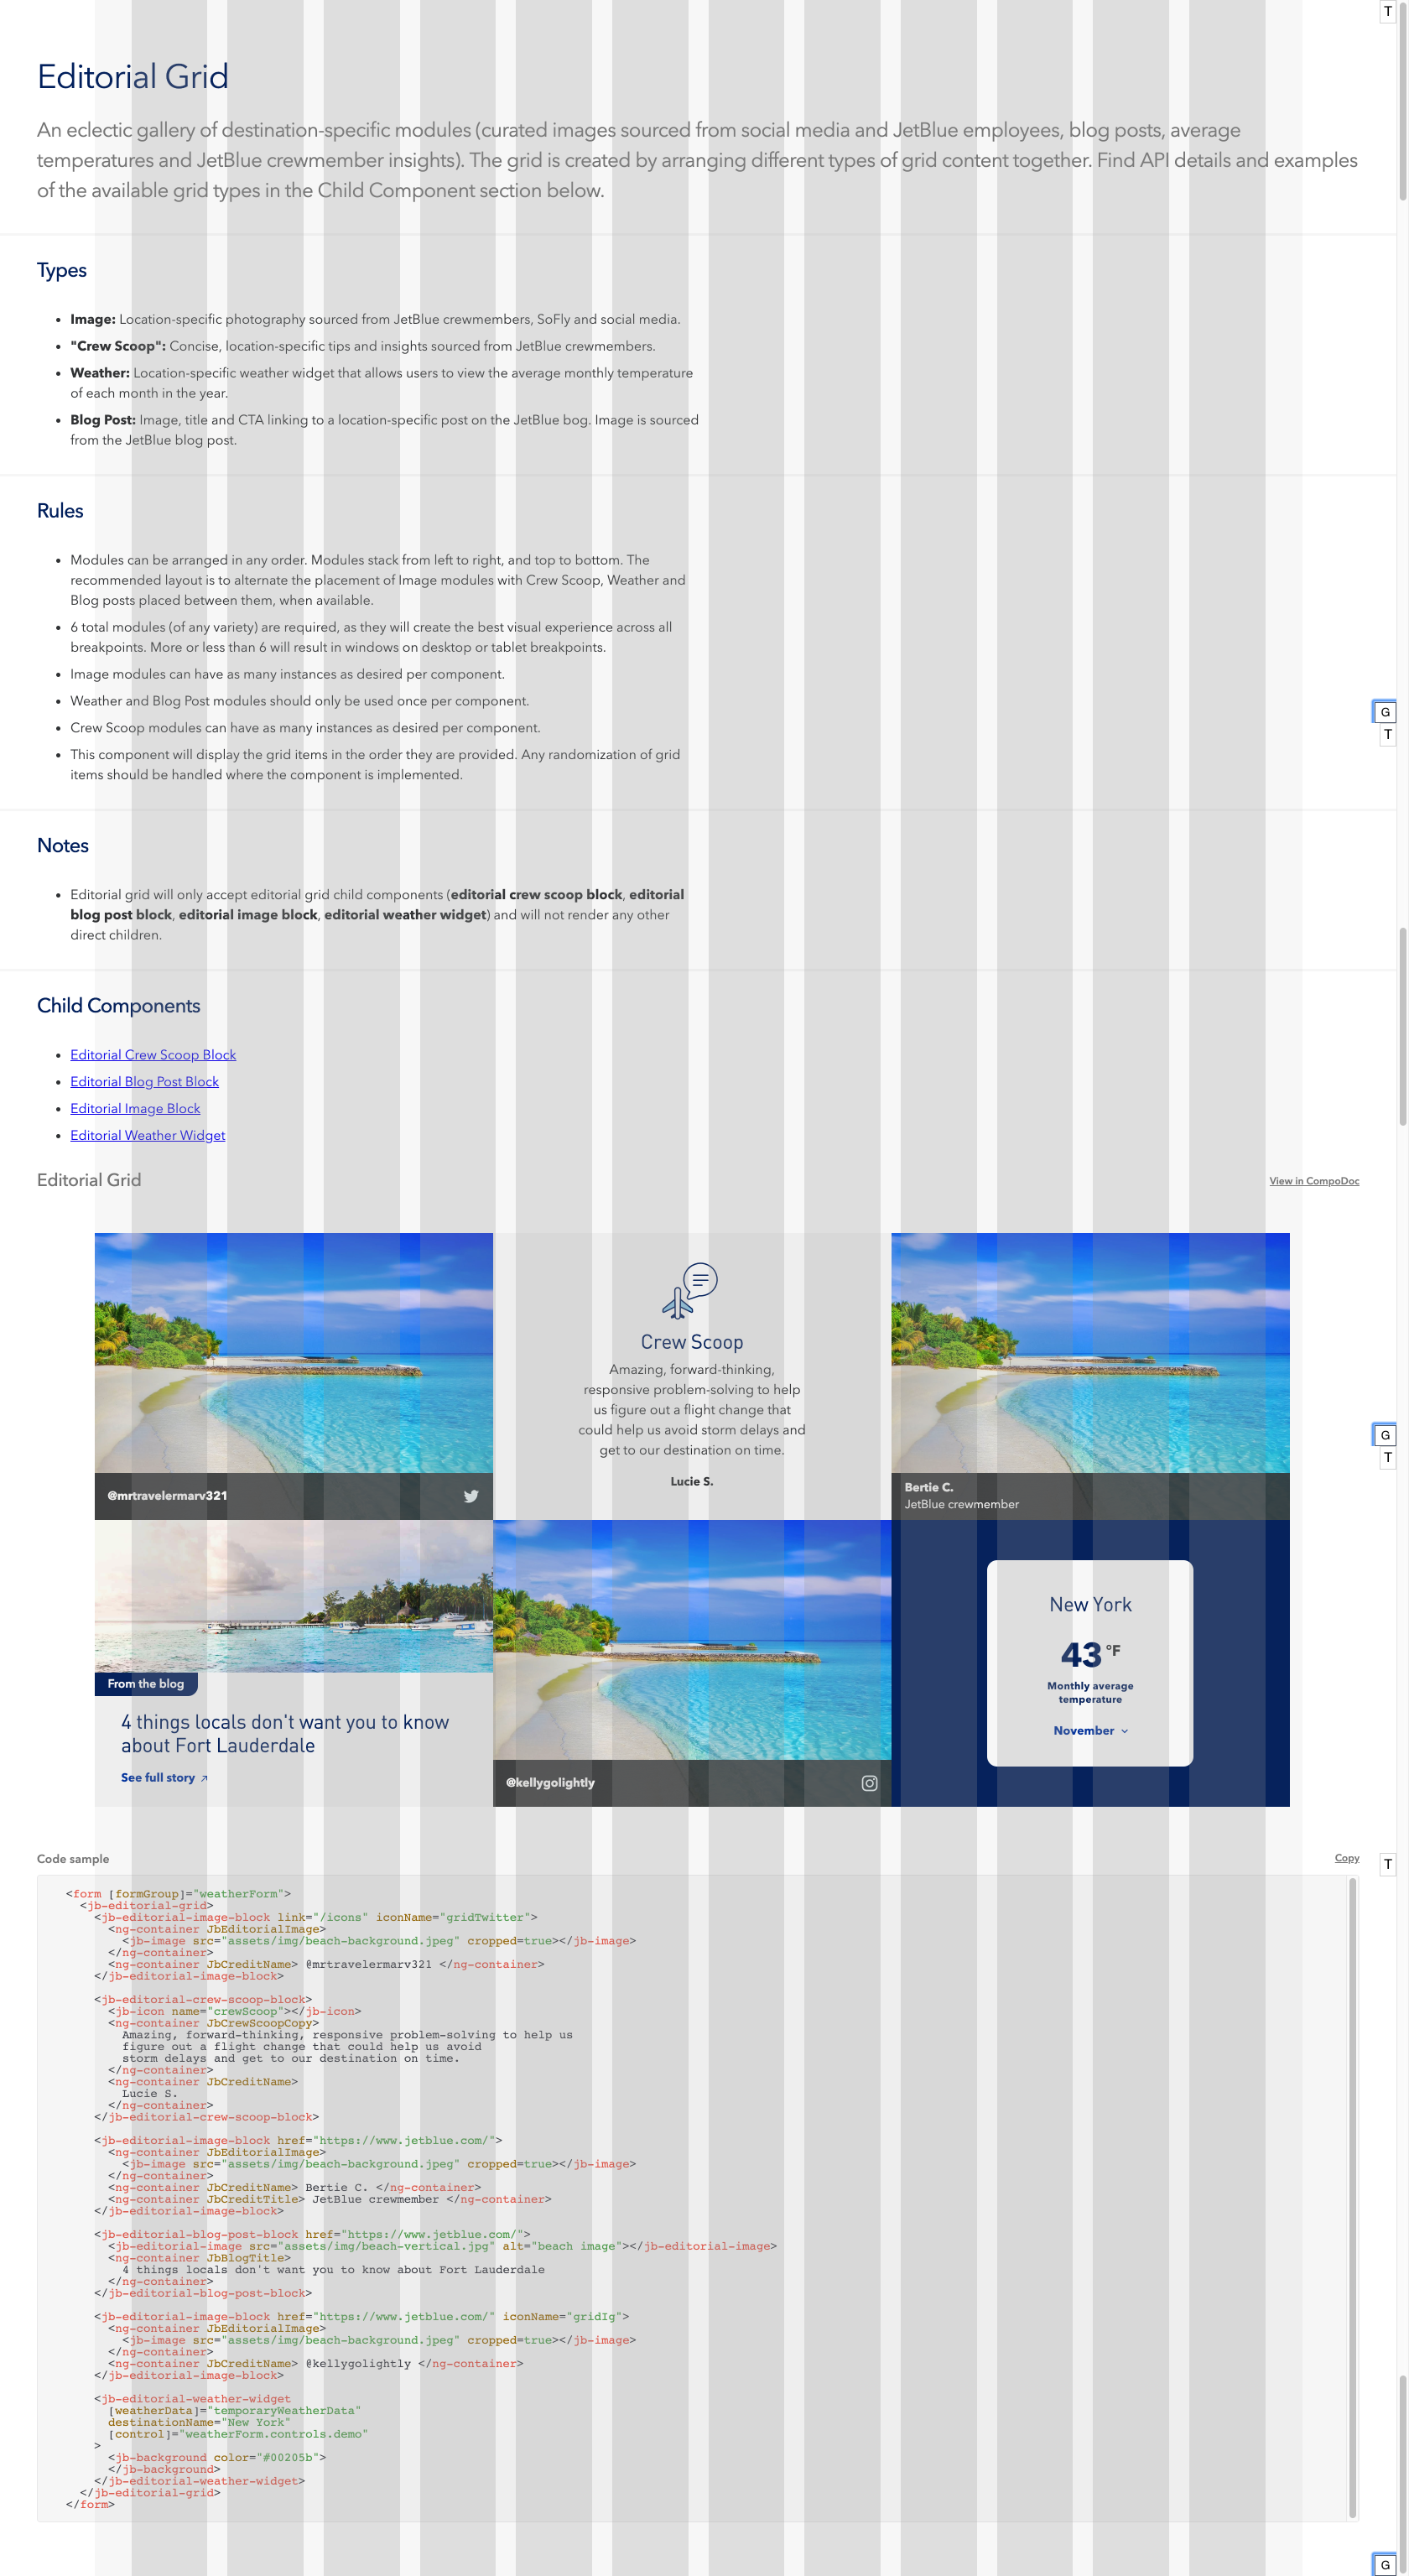 T
Editorial Grid
An eclectic gallery of destination-specific modules (curated images sourced from social media and JetBlue employees, blog posts, average
temperatures and JetBlue crewmember insights). The grid is created by arranging different types of grid content together. Find API details and examples
of the available grid types in the Child Component section below.
Types
• Image: Location-specific photography sourced from JetBlue crewmembers, SoFly and social media.
• "Crew Scoop": Concise, location-specific tips and insights sourced from JetBlue crewmembers.
• Weather: Location-specific weather widget that allows users to view the average monthly temperature
of each month in the year.
• Blog Post: Image, title and CTA linking to a location-specific post on the JetBlue bog. Image is sourced
from the JetBlue blog post.
Rules
• Modules can be arranged in any order. Modules stack from left to right, and top to bottom. The
recommended layout is to alternate the placement of Image modules with Crew Scoop, Weather and
Blog posts placed between them, when available.
• 6 total modules (of any variety) are required, as they will create the best visual experience across all
breakpoints. More or less than 6 will result in windows on desktop or tablet breakpoints.
• Image modules can have as many instances as desired per component.
• Weather and Blog Post modules should only be used once per component.
G
• Crew Scoop modules can have as many instances as desired per component.
T
• This component will display the grid items in the order they are provided. Any randomization of grid
items should be handled where the component is implemented.
Notes
• Editorial grid will only accept editorial grid child components (editorial crew scoop block, editorial
blog post block, editorial image block, editorial weather widget) and will not render any other
direct children.
Child Components
• Editorial Crew Scoop Block
• Editorial Blog Post Block
• Editorial Image Block
• Editorial Weather Widget
Editorial Grid
View in CompoDoc
Crew Scoop
Amazing, forward-thinking,
responsive problem-solving to help
us figure out a flight change that
could help us avoid storm delays and
get to our destination on time.
Lucie S.
@mrtravelermarv321
Bertie C.
JetBlue crewmember
G
T
From the blog
4 things locals don't want you to know
about Fort Lauderdale
See full story
@kellygolightly
New York
43 °F
Monthly average
temperature
November
Code sample
Copy
T
<form [formGroup]="weatherForm">
<jb-editorial-grid>
<jb-editorial-image-block link="/icons" iconName="gridTwitter">
<ng-container JbEditorialImage>
<jb-image src="assets/img/beach-background.jpeg" cropped=true></jb-image>
</ng-container>
<ng-container JbCreditName> @mrtravelermarv321 </ng-container>
</jb-editorial-image-block>
<jb-editorial-crew-scoop-block>
<jb-icon name="crewScoop"></jb-icon>
<ng-container JbCrewScoopCopy>
Amazing, forward-thinking, responsive problem-solving to help us
figure out a flight change that could help us avoid
storm delays and get to our destination on time.
</ng-container>
<ng-container JbCreditName>
Lucie S.
</ng-container>
</jb-editorial-crew-scoop-block>
<jb-editorial-image-block href="https://www.jetblue.com/">
<ng-container JbEditorialImage>
<jb-image src="assets/img/beach-background.jpeg" cropped=true></jb-image>
</ng-container>
<ng-container JbCreditName> Bertie C. </ng-container>
<ng-container JbCreditTitle> JetBlue crewmember </ng-container>
</jb-editorial-image-block>
<jb-editorial-blog-post-block href="https://www.jetblue.com/">
<jb-editorial-image src="assets/img/beach-vertical.jpg" alt="beach image"></jb-editorial-image>
<ng-container JbBlogTitle>
4 things locals don't want you to know about Fort Lauderdale
</ng-container>
</jb-editorial-blog-post-block>
<jb-editorial-image-block href="https://www.jetblue.com/" iconName="gridIg">
<ng-container JbEditorialImage>
<jb-image src="assets/img/beach-background.jpeg" cropped=true></jb-image>
</ng-container>
<ng-container JbCreditName> @kellygolightly </ng-container>
</jb-editorial-image-block>
<jb-editorial-weather-widget
[weatherData]="temporaryWeatherData"
destinationName="New York"
[control]="weatherForm.controls.demo"
>
<jb-background color="#00205b">
</jb-background>
</jb-editorial-weather-widget>
</jb-editorial-grid>
</form>
G